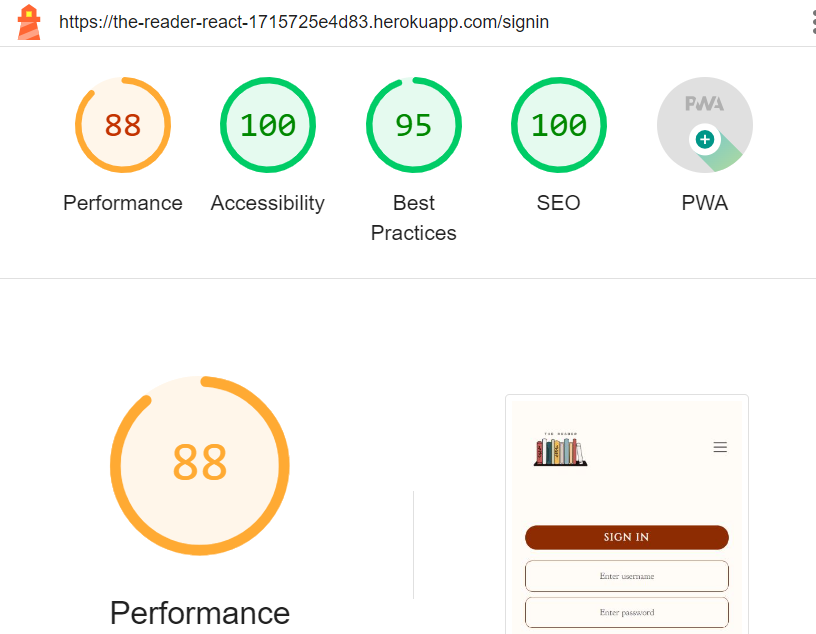 https://the-reader-react-1715725e4d83.herokuapp.com/signin
88
100
95
100
PWA
Performance
Accessibility
Best
Practices
SEO
PWA
88
Performance
THE READER
SIGN IN
Enter username
Enter password